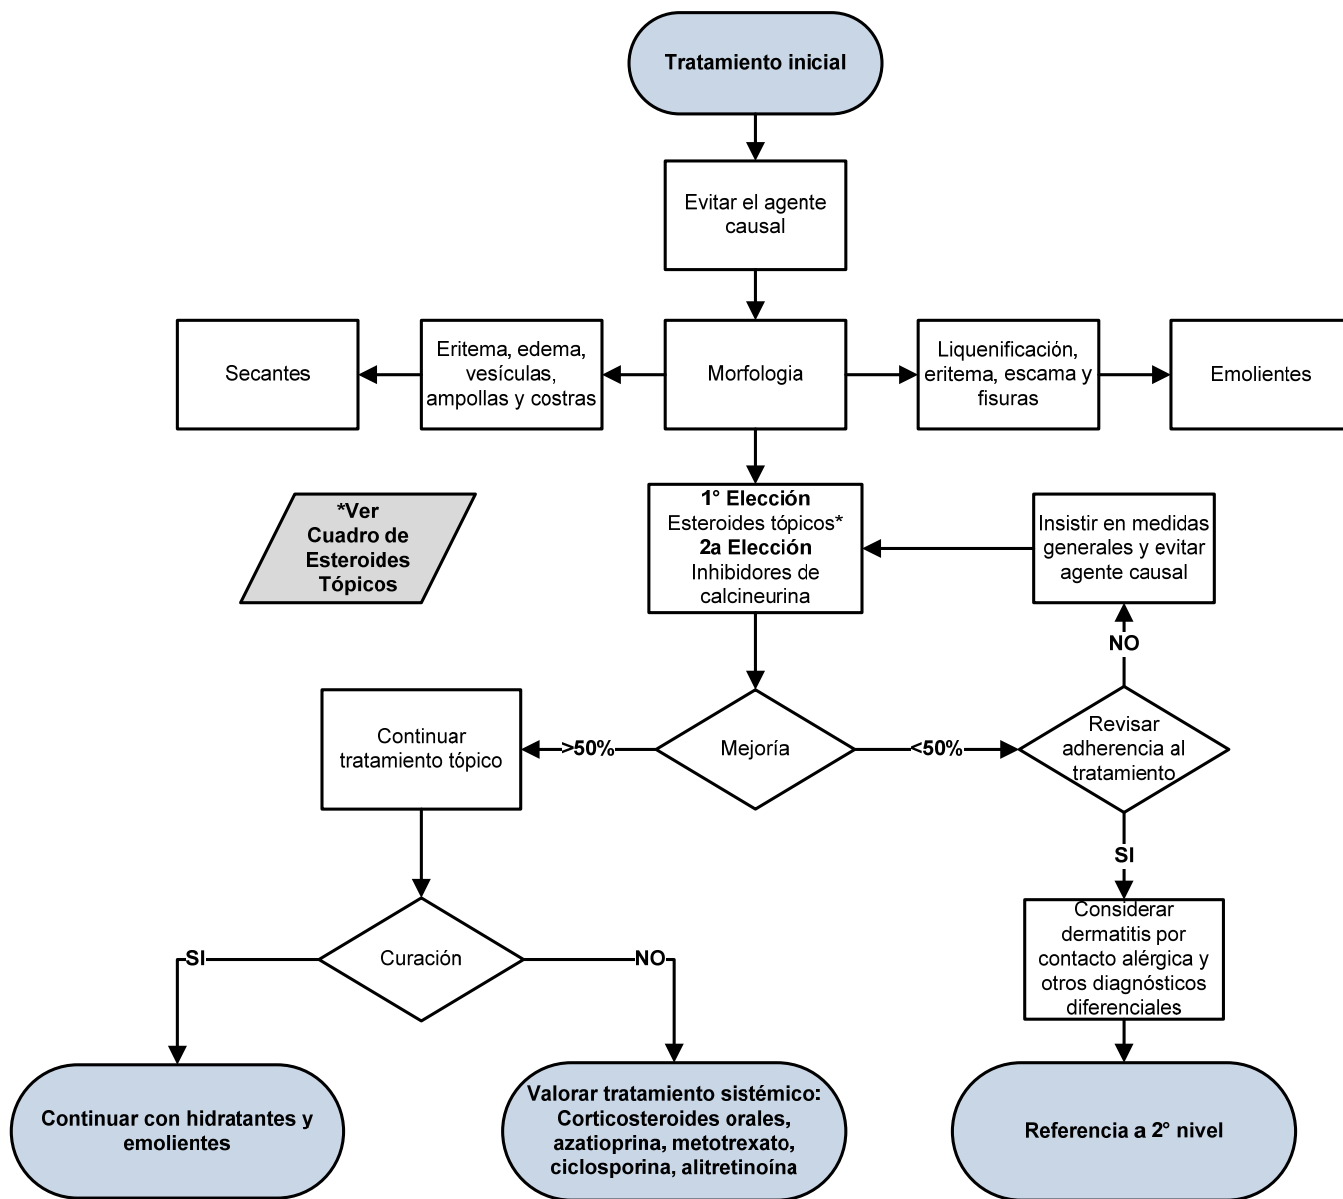 Tratamiento inicial
Evitar el agente
causal
Secantes
Eritema, edema,
vesículas,
ampollas y costras
Morfologia
Liquenificación,
eritema, escama y
fisuras
Emolientes
*Ver
Cuadro de
Esteroides
Tópicos
1° Elección
Esteroides tópicos*
2a Elección
Inhibidores de
calcineurina
Insistir en medidas
generales y evitar
agente causal
NO
Continuar
tratamiento tópico
>50%
Mejoría
<50%
Revisar
adherencia al
tratamiento
SI
SI
Curación
NO
Considerar
dermatitis por
contacto alérgica y
otros diagnósticos
diferenciales
Continuar con hidratantes y
emolientes
Valorar tratamiento sistémico:
Corticosteroides orales,
azatioprina, metotrexato,
ciclosporina, alitretinoína
Referencia a 2° nivel